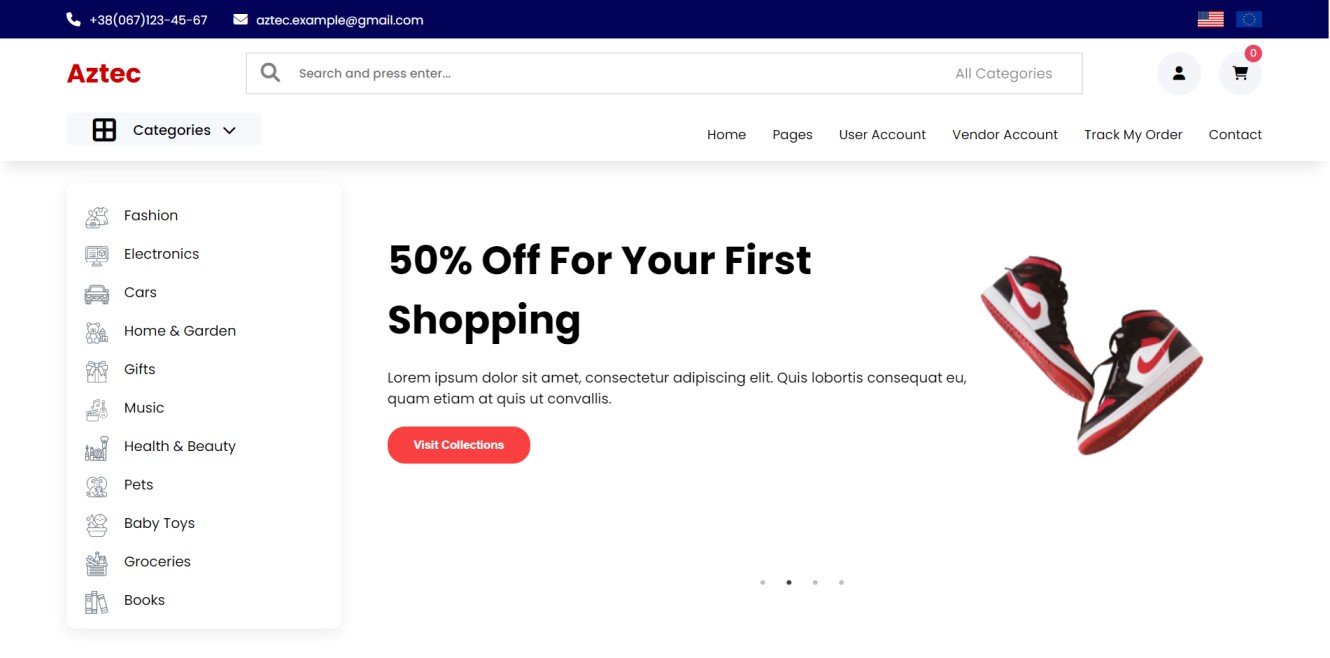 +38(067)123-45-67 aztec.example@gmail.com
0
Aztec Search and press enter... All Categories
Categories Home Pages User Account Vendor Account Track My Order Contact
Fashion
Electronics
Cars
Home & Garden
Gifts
Music
Health & Beauty
Pets
Baby Toys
Groceries
Books
50% Off For Your First
Shopping
Lorem ipsum dolor sit amet, consectetur adipiscing elit. Quis lobortis consequat eu,
quam etiam at quis ut convallis.
Visit Collections